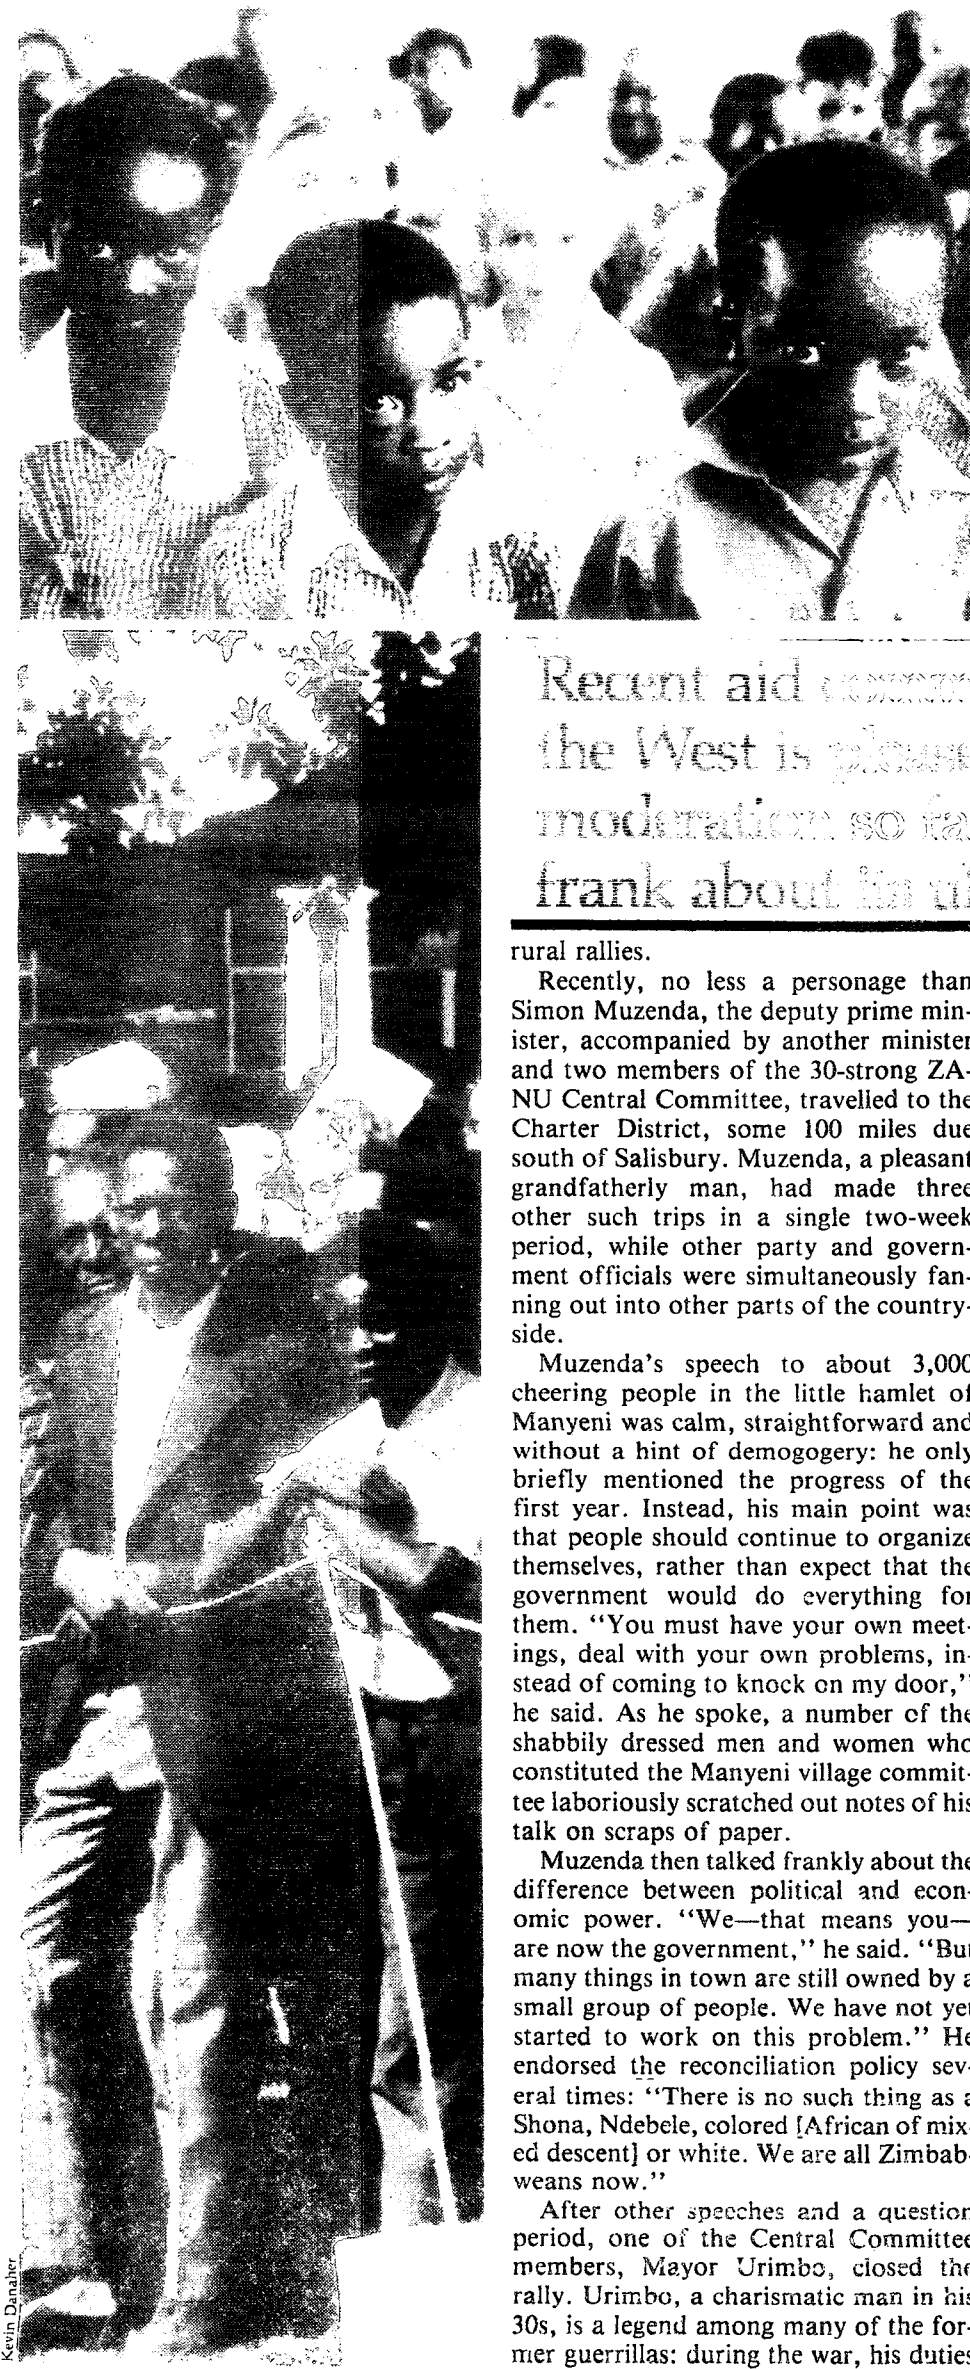 Recent aid
the West is
moderation so fa
frank about
rural rallies.
Recently, no less a personage than
Simon Muzenda, the deputy prime min-
ister, accompanied by another minister
and two members of the 30-strong ZA-
NU Central Committee, travelled to the
Charter District, some 100 miles due
south of Salisbury. Muzenda, a pleasant
grandfatherly man, had made three
other such trips in a single two-week
period, while other party and govern-
ment officials were simultaneously fan-
ning out into other parts of the country-
side.
Muzenda's speech to about 3,000
cheering people in the little hamlet of
Manyeni was calm, straightforward and
without a hint of demogogery: he only
briefly mentioned the progress of the
first year. Instead, his main point was
that people should continue to organize
themselves, rather than expect that the
government would do everything for
them. "You must have your own meet-
ings, deal with your own problems, in-
stead of coming to knock on my door,"
he said. As he spoke, a number of the
shabbily dressed men and women who
constituted the Manyeni village commit-
tee laboriously scratched out notes of his
talk on scraps of paper.
Muzenda then talked frankly about the
difference between political and econ-
omic power. "We—that means you—
are now the government," he said. "But
many things in town are still owned by a
small group of people. We have not yet
started to work on this problem." He
endorsed the reconciliation policy sev-
eral times: "There is no such thing as a
Shona, Ndebele, colored [African of mix-
ed descent] or white. We are all Zimbab-
weans now."
After other speeches and a question
period, one of the Central Committee
members, Mayor Urimbo, closed the
rally. Urimbo, a charismatic man in his
30s, is a legend among many of the for-
mer guerrillas: during the war, his duties
Kevin Danaher